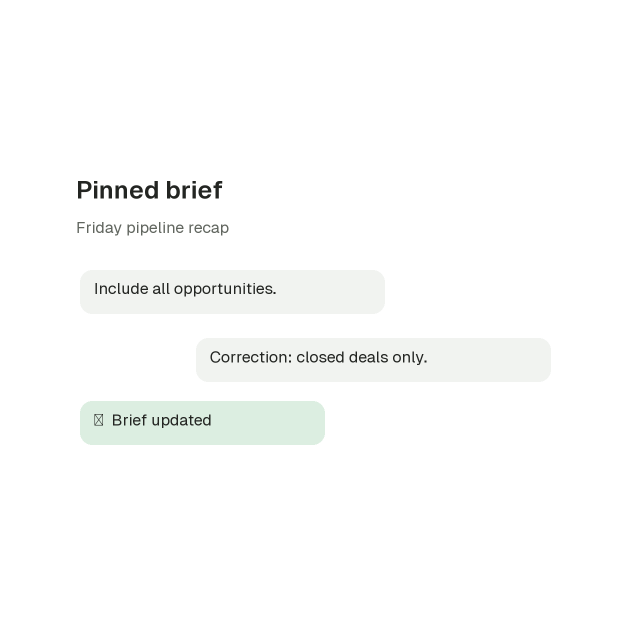 Pinned brief
Friday pipeline recap
Include all opportunities.
Correction: closed deals only.
Brief updated